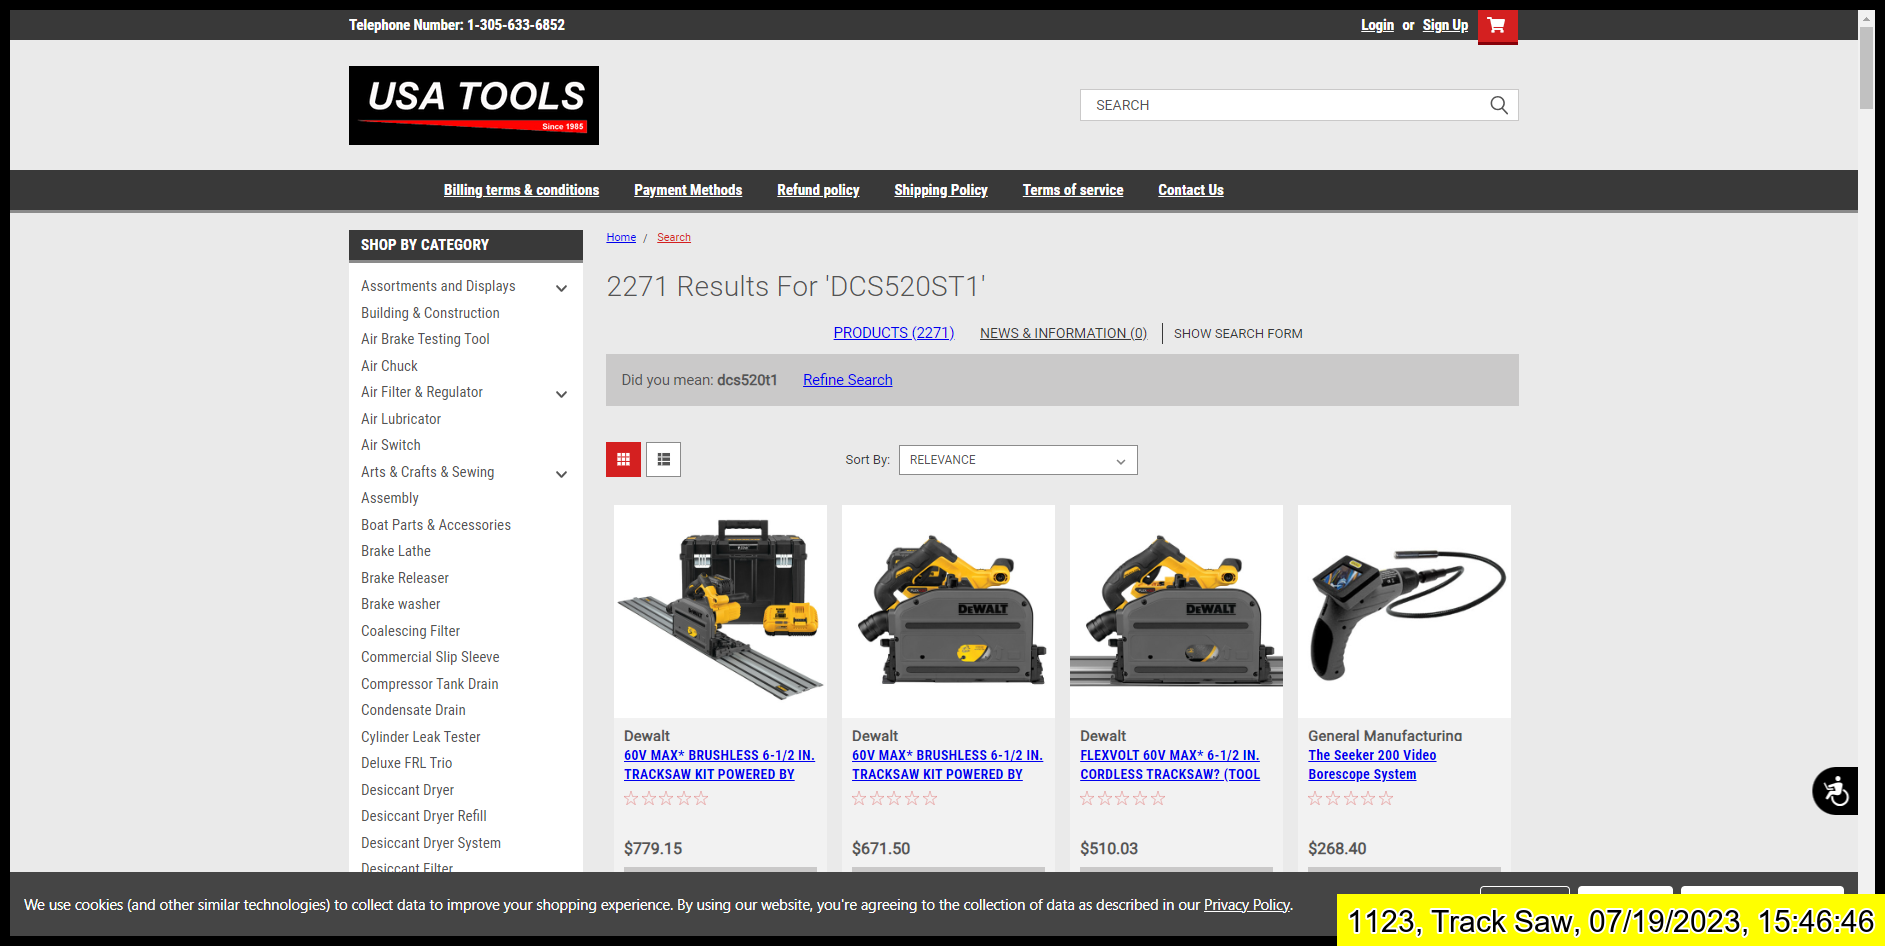 Telephone Number: 1-305-633-6852
Login or Sign Up
USA TOOLS
Since 1985
SEARCH
Billing terms & conditions
Payment Methods
Refund policy
Shipping Policy
Terms of service
Contact Us
SHOP BY CATEGORY
Assortments and Displays
Building & Construction
Air Brake Testing Tool
Air Chuck
Air Filter & Regulator
Air Lubricator
Air Switch
Arts & Crafts & Sewing
Assembly
Boat Parts & Accessories
Brake Lathe
Brake Releaser
Brake washer
Coalescing Filter
Commercial Slip Sleeve
Compressor Tank Drain
Condensate Drain
Cylinder Leak Tester
Deluxe FRL Trio
Desiccant Dryer
Desiccant Dryer Refill
Desiccant Dryer System
Desiccant Filter
Home / Search
2271 Results For 'DCS520ST1'
PRODUCTS (2271)
NEWS & INFORMATION (0)
SHOW SEARCH FORM
Did you mean: dcs520t1
Refine Search
Sort By: RELEVANCE
DEWALT
DEWALT
Dewalt
60V MAX* BRUSHLESS 6-1/2 IN.
TRACKSAW KIT POWERED BY
$779.15
Dewalt
60V MAX* BRUSHLESS 6-1/2 IN.
TRACKSAW KIT POWERED BY
$671.50
Dewalt
FLEXVOLT 60V MAX* 6-1/2 IN.
CORDLESS TRACKSAW? (TOOL
$510.03
General Manufacturing
The Seeker 200 Video
Borescope System
$268.40
We use cookies (and other similar technologies) to collect data to improve your shopping experience. By using our website, you're agreeing to the collection of data as described in our Privacy Policy.
1123, Track Saw, 07/19/2023, 15:46:46